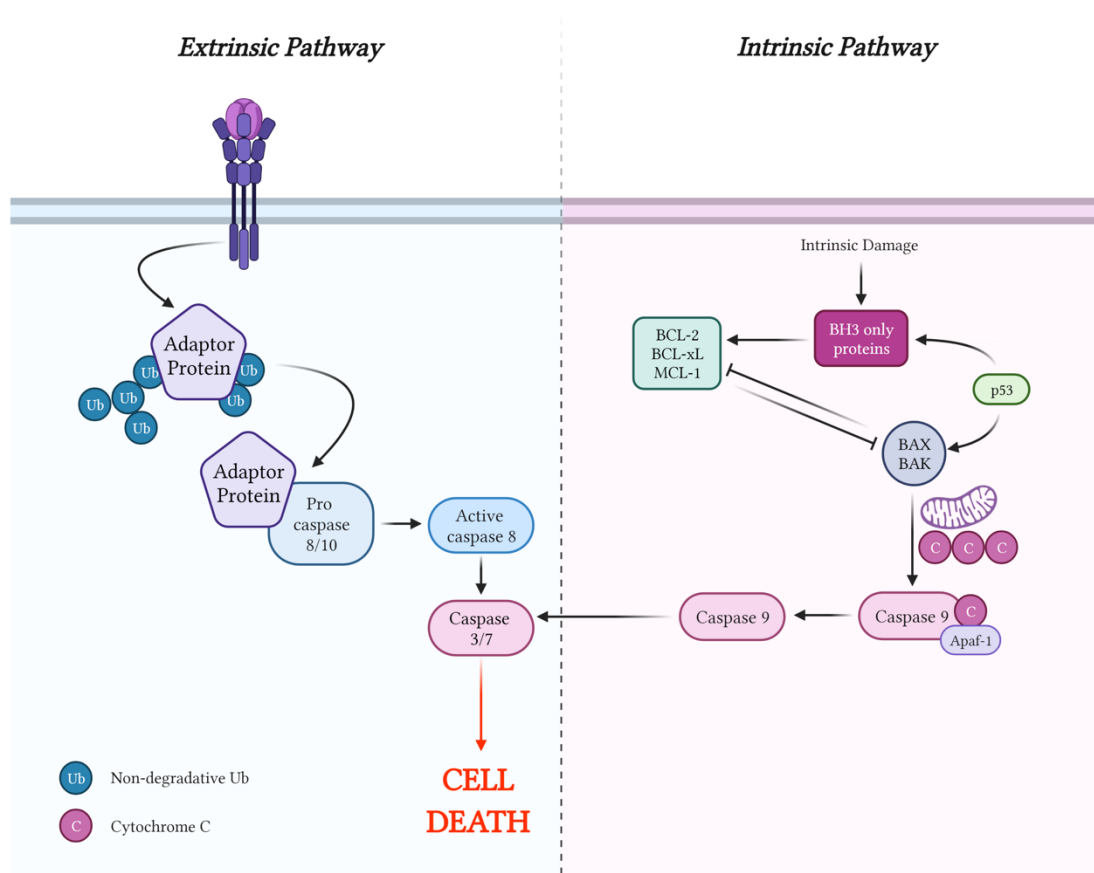 Extrinsic Pathway
Intrinsic Pathway
Intrinsic Damage
Adaptor
Protein
Ub
Ub
Ub
Ub
Ub
Ub
Ub
BCL-2
BCL-xL
MCL-1
BH3 only
proteins
p53
BAX
BAK
Adaptor
Protein
Pro
caspase
8/10
Active
caspase 8
C
C
C
Caspase
3/7
Caspase 9
Caspase 9
C
Apaf-1
CELL
DEATH
Ub Non-degradative Ub
C Cytochrome C